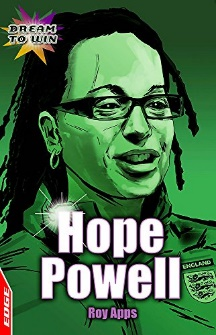 DREAM
TO WIN
ENGLAND
Hope
Powell
Roy Apps
EDGE